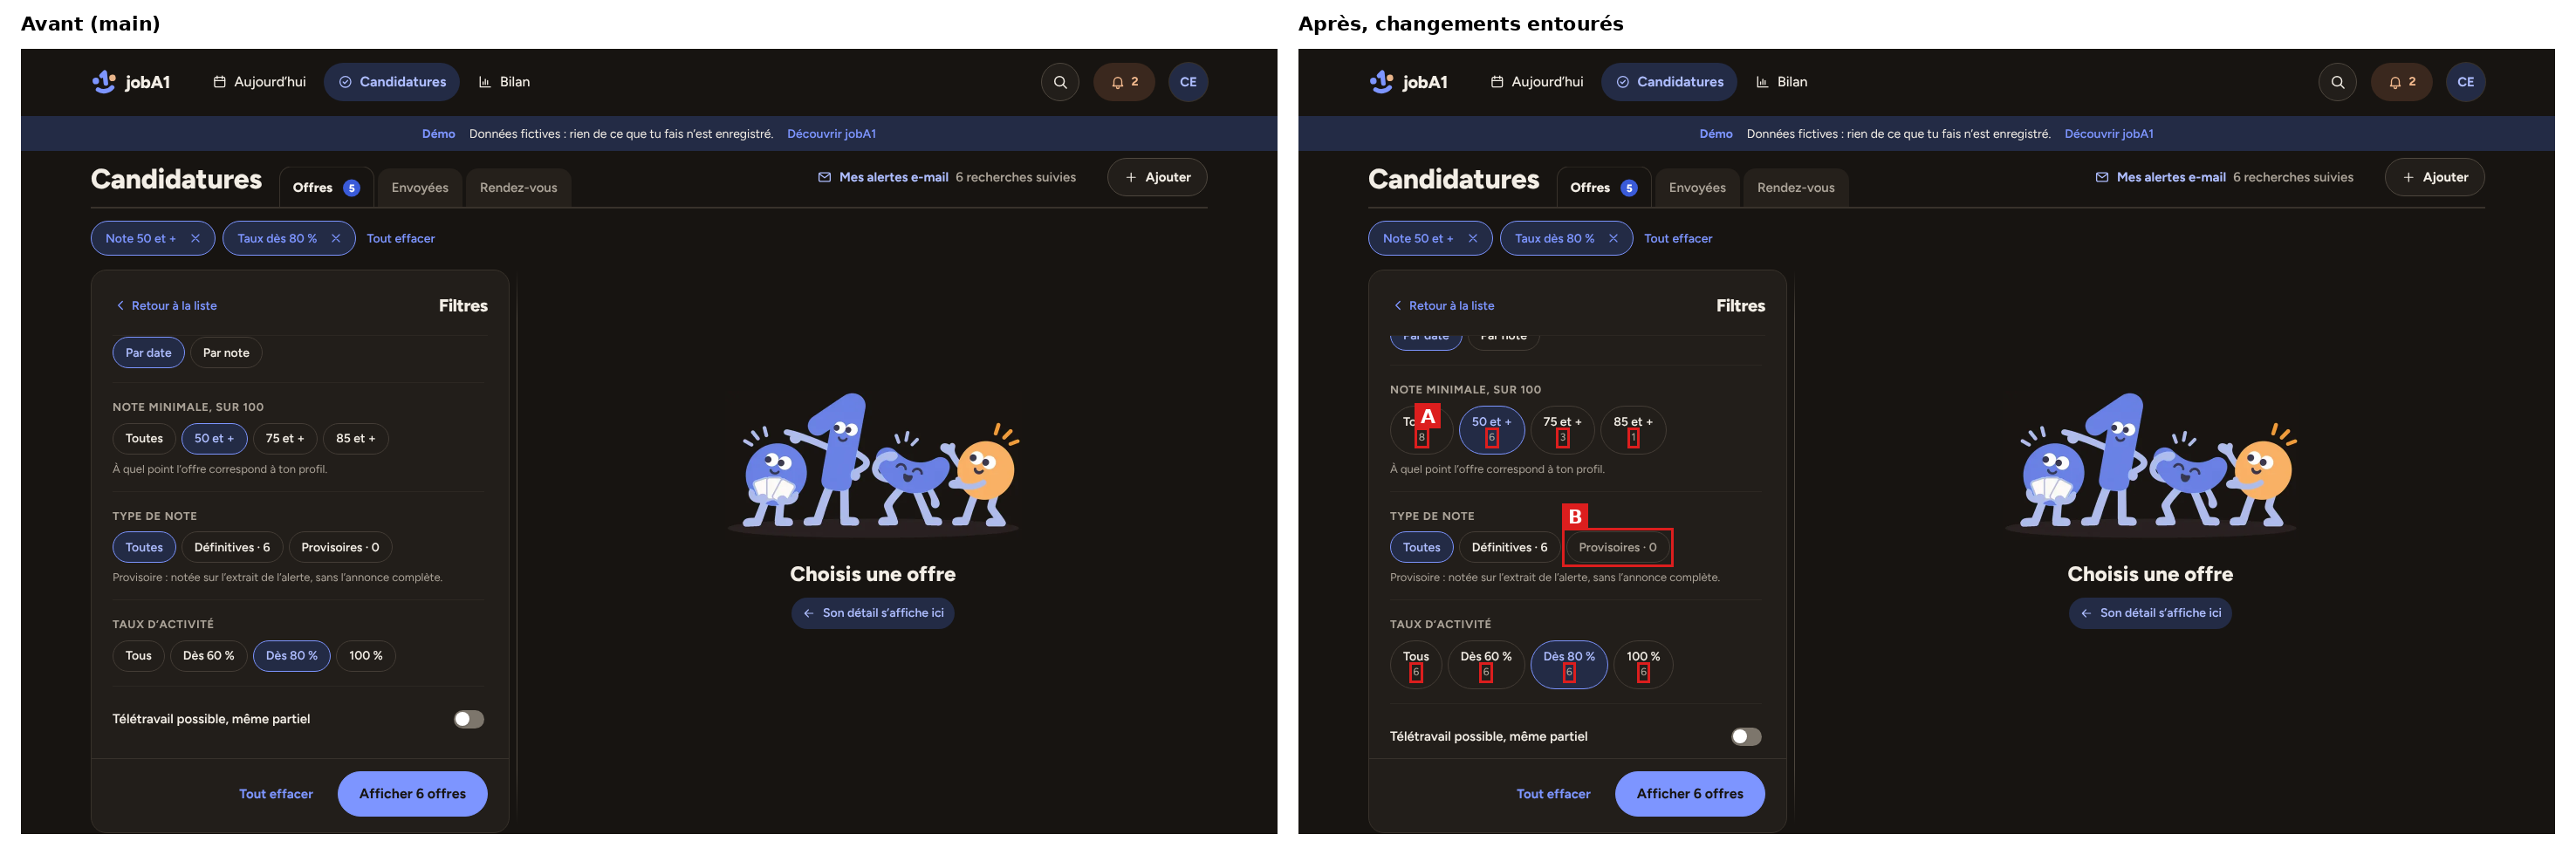 Avant (main)
jobA1
Aujourd'hui
Candidatures
Bilan
2
CE
Démo Données fictives : rien de ce que tu fais n'est enregistré. Découvrir jobA1
Candidatures
Offres 5
Envoyées
Rendez-vous
Mes alertes e-mail 6 recherches suivies
Ajouter
Note 50 et +
Taux dès 80 %
Tout effacer
Retour à la liste
Filtres
Par date
Par note
NOTE MINIMALE, SUR 100
Toutes
50 et +
75 et +
85 et +
À quel point l'offre correspond à ton profil.
TYPE DE NOTE
Toutes
Définitives · 6
Provisoires · 0
Provisoire : notée sur l'extrait de l'alerte, sans l'annonce complète.
TAUX D'ACTIVITÉ
Tous
Dès 60 %
Dès 80 %
100 %
Télétravail possible, même partiel
Tout effacer
Afficher 6 offres
Choisis une offre
Son détail s'affiche ici
Après, changements entourés
jobA1
Aujourd'hui
Candidatures
Bilan
2
CE
Démo Données fictives : rien de ce que tu fais n'est enregistré. Découvrir jobA1
Candidatures
Offres 5
Envoyées
Rendez-vous
Mes alertes e-mail 6 recherches suivies
Ajouter
Note 50 et +
Taux dès 80 %
Tout effacer
Retour à la liste
Filtres
Par date
Par note
NOTE MINIMALE, SUR 100
A
8
50 et +
6
75 et +
3
85 et +
1
À quel point l'offre correspond à ton profil.
TYPE DE NOTE
B
Toutes
Définitives · 6
Provisoires · 0
Provisoire : notée sur l'extrait de l'alerte, sans l'annonce complète.
TAUX D'ACTIVITÉ
Tous
6
Dès 60 %
6
Dès 80 %
6
100 %
6
Télétravail possible, même partiel
Tout effacer
Afficher 6 offres
Choisis une offre
Son détail s'affiche ici